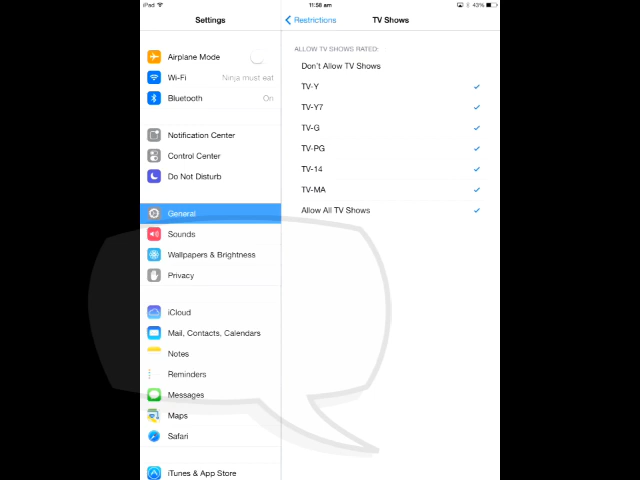 iPad 11:58 am 43%
Settings
Restrictions TV Shows
Airplane Mode
Wi-Fi Ninja must eat
Bluetooth On
Notification Center
Control Center
Do Not Disturb
General
Sounds
Wallpapers & Brightness
Privacy
iCloud
Mail, Contacts, Calendars
Notes
Reminders
Messages
Maps
Safari
iTunes & App Store
ALLOW TV SHOWS RATED:
Don't Allow TV Shows
TV-Y
TV-Y7
TV-G
TV-PG
TV-14
TV-MA
Allow All TV Shows